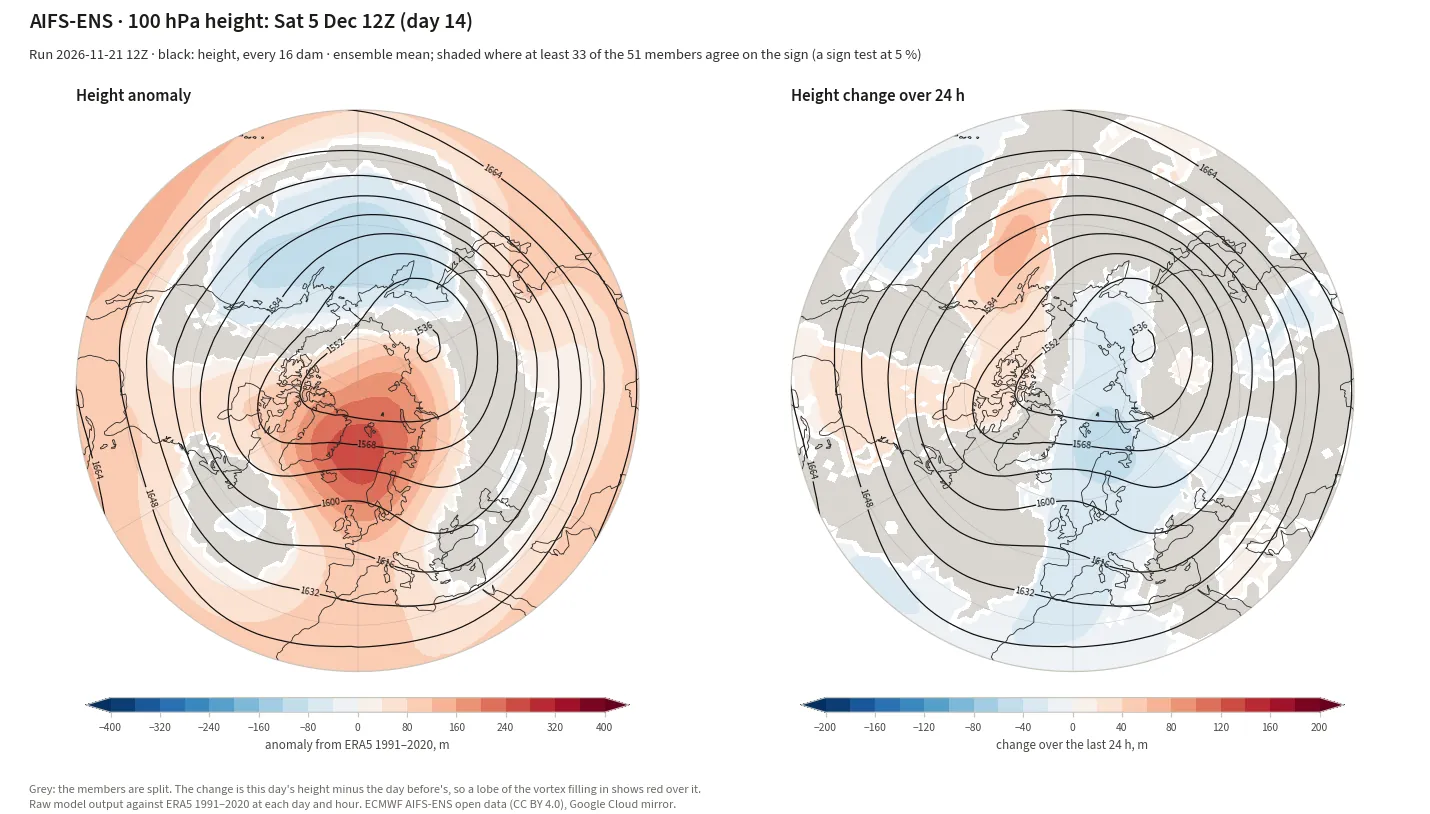 AIFS-ENS · 100 hPa height: Sat 5 Dec 12Z (day 14)
Run 2026-11-21 12Z · black: height, every 16 dam · ensemble mean; shaded where at least 33 of the 51 members agree on the sign (a sign test at 5 %)
Height anomaly
Height change over 24 h
1664
1664
1536
1536
1584
1584
1552
1552
1568
1568
1664
1648
1600
1664
1648
1600
1616
1616
1632
1632
−400 −320 −240 −160 −80 0 80 160 240 320 400
−200 −160 −120 −80 −40 0 40 80 120 160 200
anomaly from ERA5 1991–2020, m
change over the last 24 h, m
Grey: the members are split. The change is this day's height minus the day before's, so a lobe of the vortex filling in shows red over it.
Raw model output against ERA5 1991–2020 at each day and hour. ECMWF AIFS-ENS open data (CC BY 4.0), Google Cloud mirror.